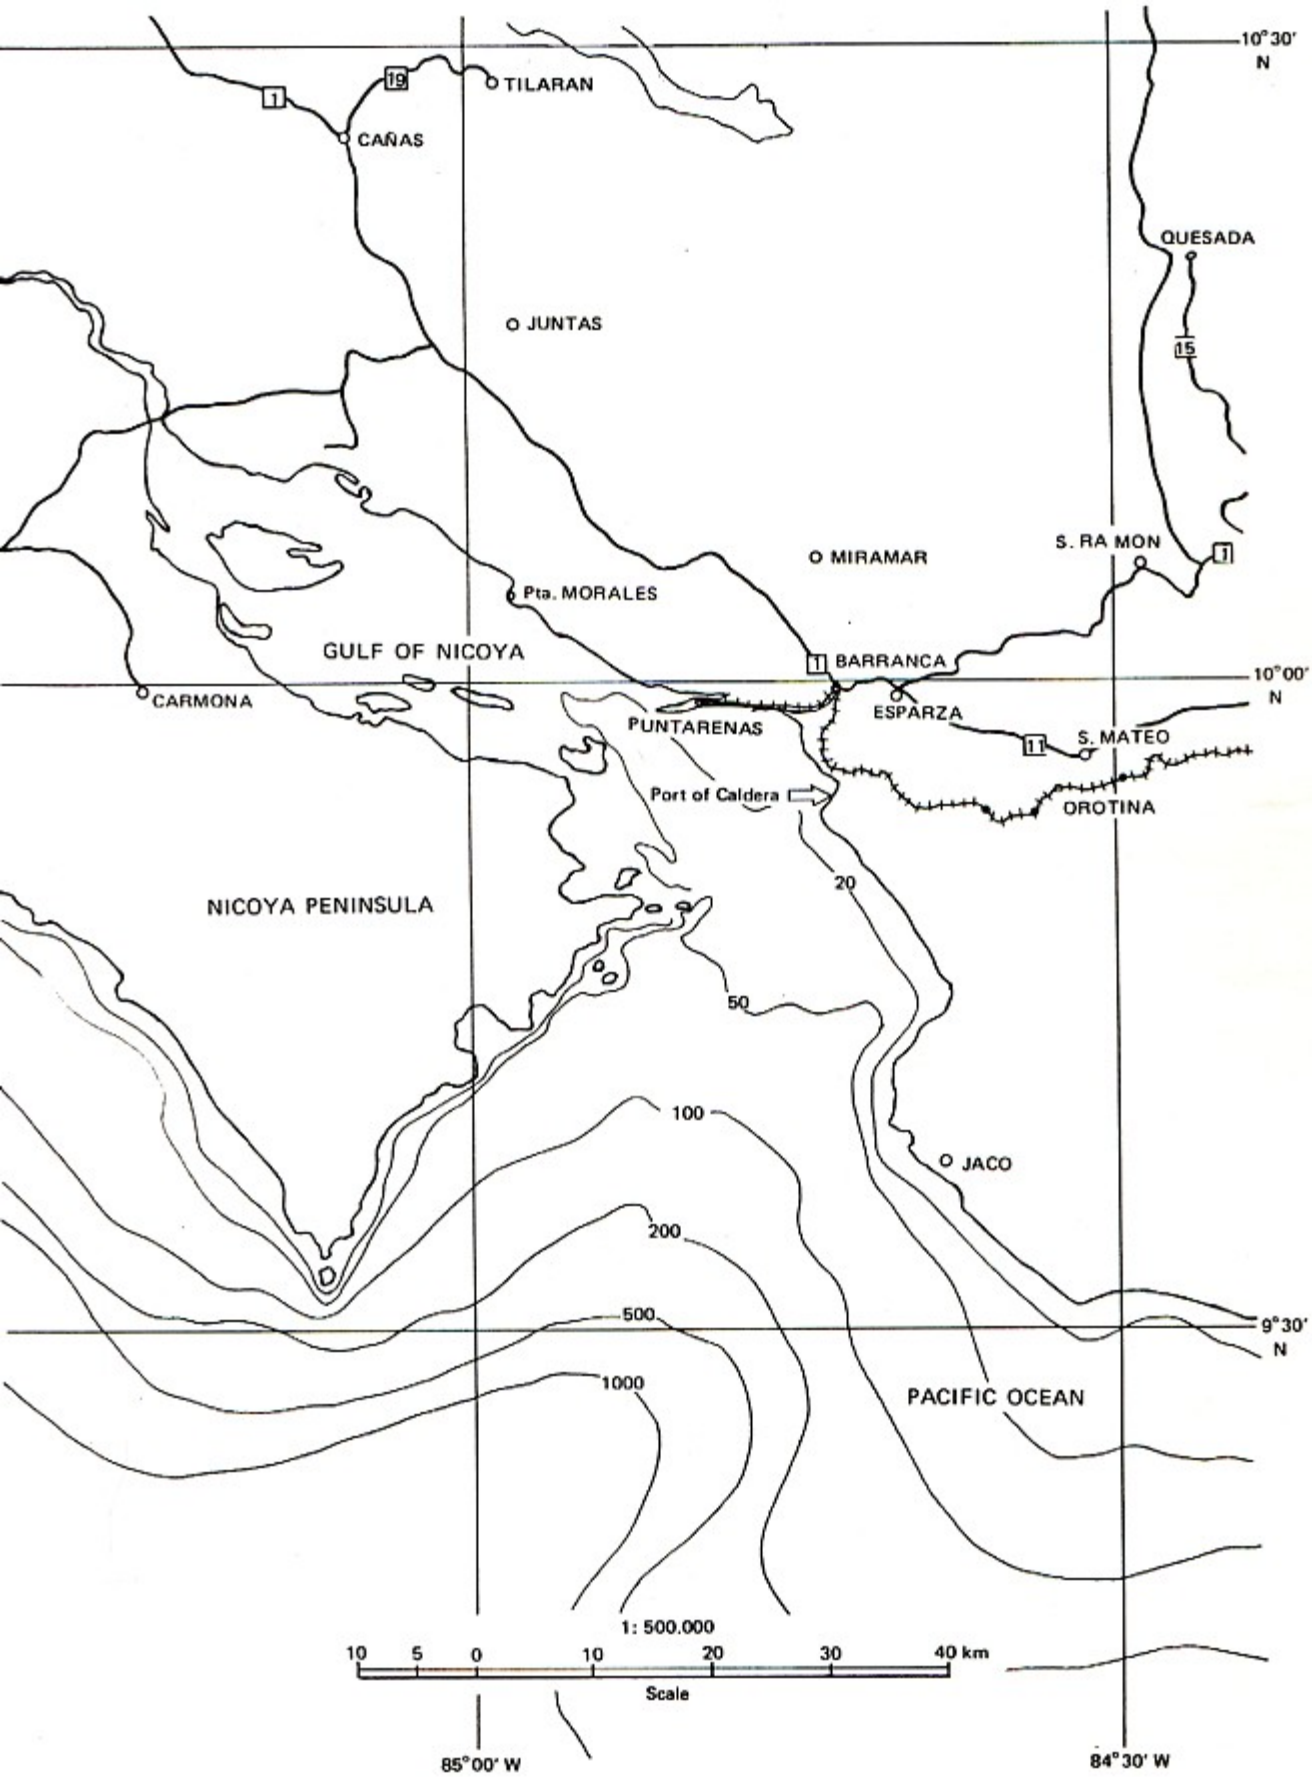 10°30'
N
19
TILARAN
1
CAÑAS
QUESADA
JUNTAS
15
S. RA MON
1
MIRAMAR
Pta. MORALES
GULF OF NICOYA
1
BARRANCA
10°00'
N
CARMONA
ESPARZA
PUNTARENAS
11
S. MATEO
Port of Caldera
OROTINA
20
NICOYA PENINSULA
50
100
JACO
200
500
9°30'
N
1000
PACIFIC OCEAN
1: 500.000
10 5 0 10 20 30 40 km
Scale
85°00' W
84°30' W